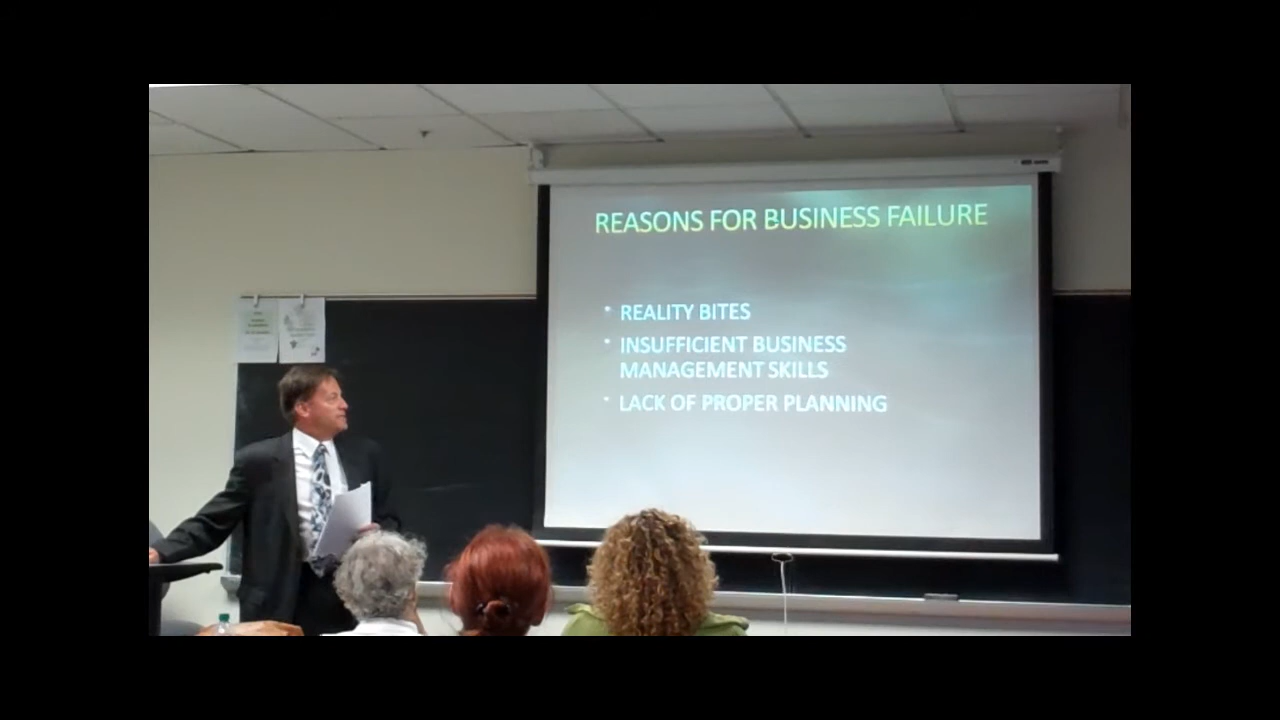 REASONS FOR BUSINESS FAILURE
• REALITY BITES
• INSUFFICIENT BUSINESS
MANAGEMENT SKILLS
• LACK OF PROPER PLANNING